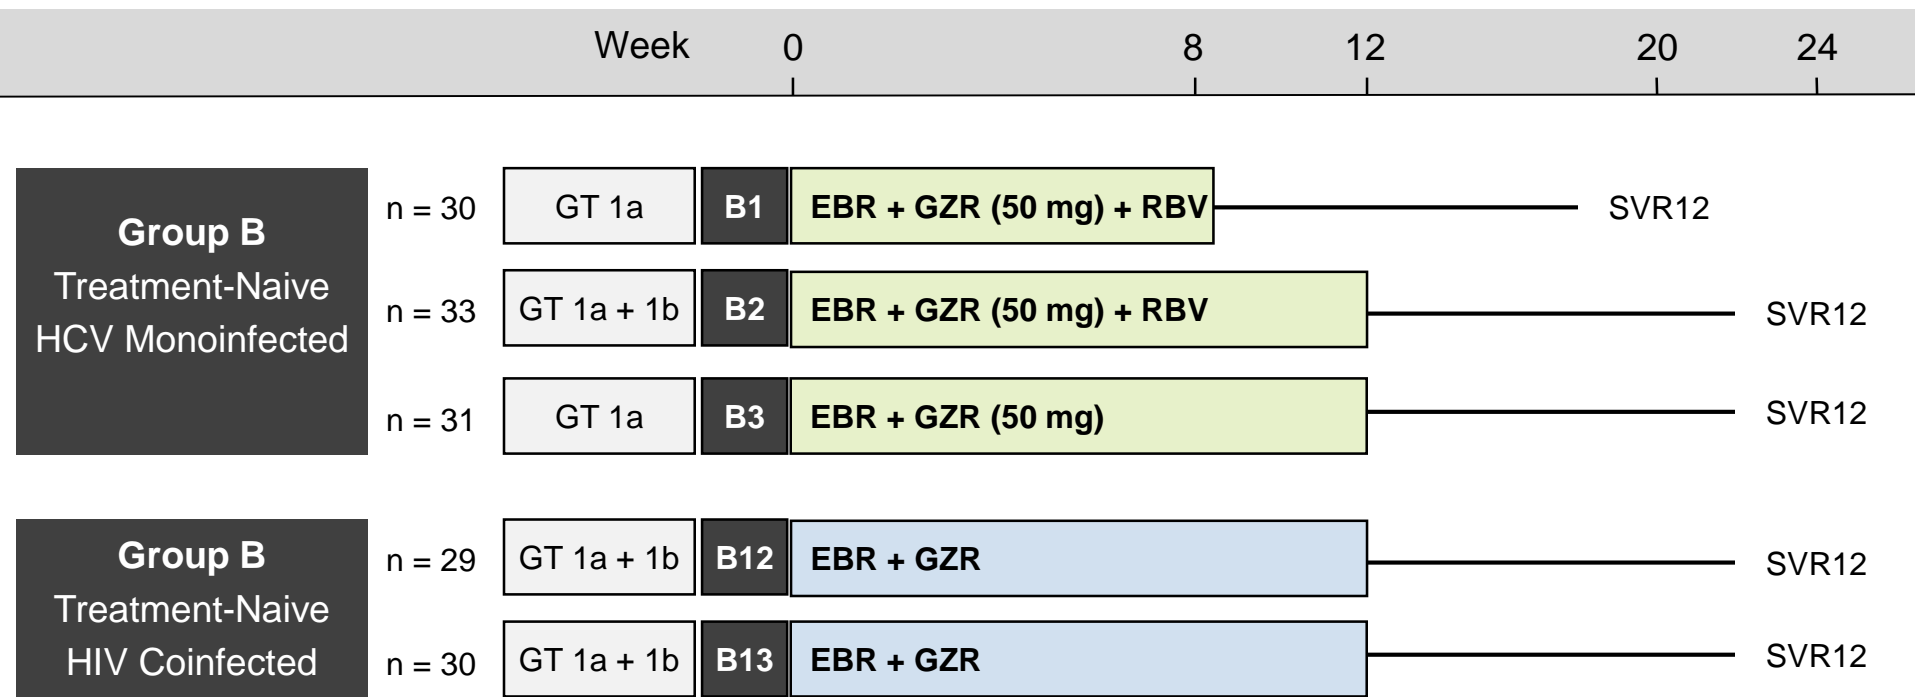 Week 0 8 12 20 24
Group B
Treatment-Naive
HCV Monoinfected
n = 30 GT 1a B1 EBR + GZR (50 mg) + RBV SVR12
n = 33 GT 1a + 1b B2 EBR + GZR (50 mg) + RBV SVR12
n = 31 GT 1a B3 EBR + GZR (50 mg) SVR12
Group B
Treatment-Naive
HIV Coinfected
n = 29 GT 1a + 1b B12 EBR + GZR SVR12
n = 30 GT 1a + 1b B13 EBR + GZR SVR12